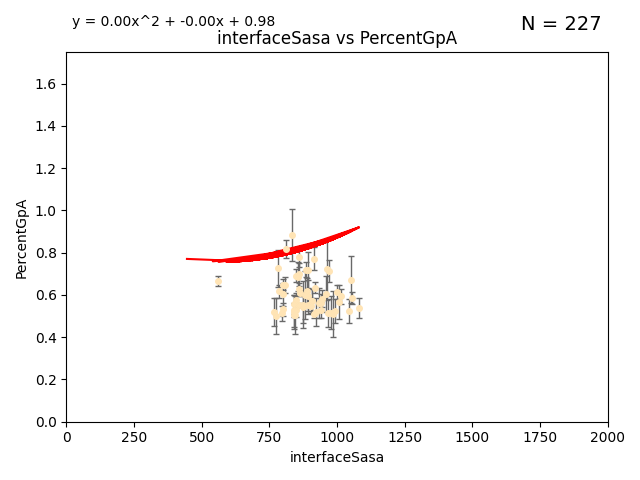 y = 0.00x^2 + -0.00x + 0.98
N = 227
interfaceSasa vs PercentGpA
PercentGpA
1.6
1.4
1.2
1.0
0.8
0.6
0.4
0.2
0.0
0 250 500 750 1000 1250 1500 1750 2000
interfaceSasa